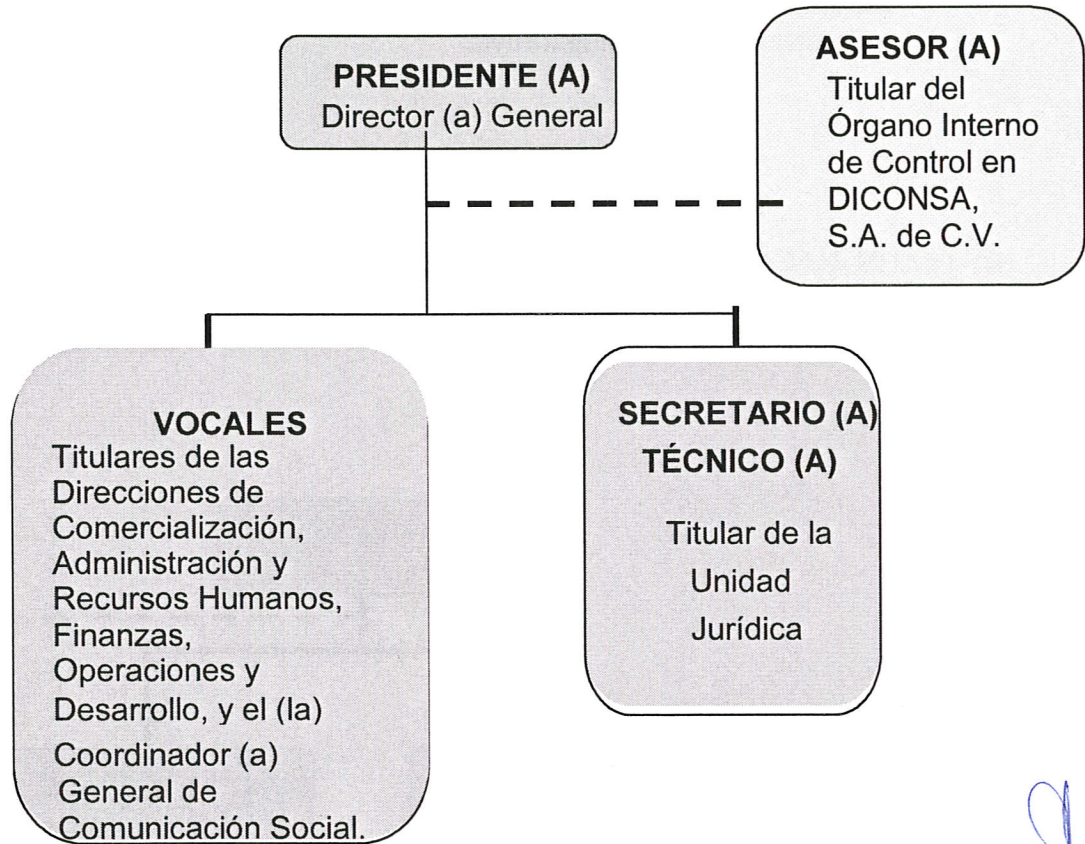 PRESIDENTE (A)
Director (a) General
ASESOR (A)
Titular del
Órgano Interno
de Control en
DICONSA,
S.A. de C.V.
VOCALES
Titulares de las
Direcciones de
Comercialización,
Administración y
Recursos Humanos,
Finanzas,
Operaciones y
Desarrollo, y el (la)
Coordinador (a)
General de
Comunicación Social.
SECRETARIO (A)
TÉCNICO (A)
Titular de la
Unidad
Jurídica